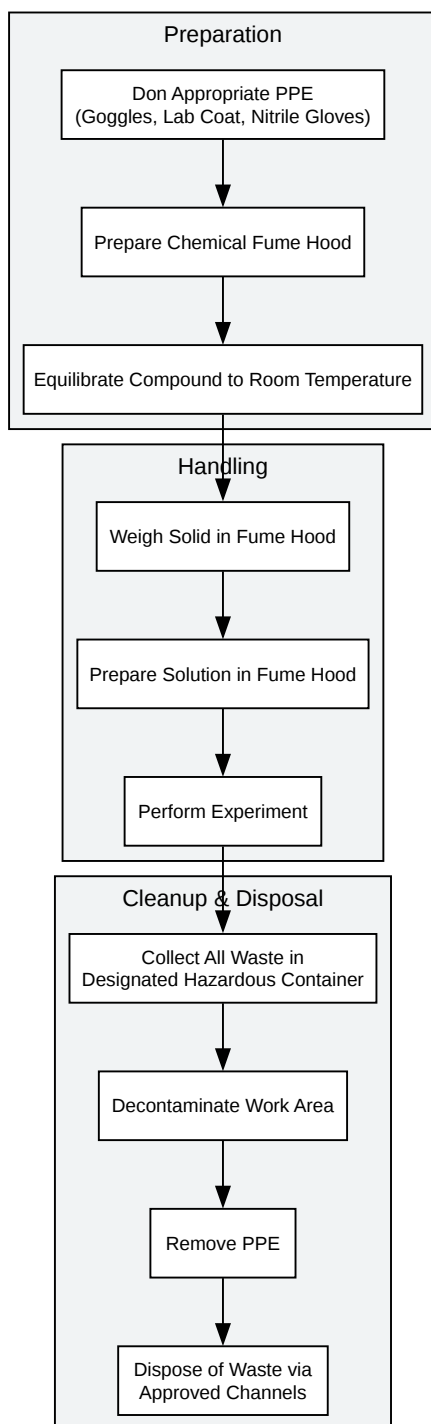 Preparation
Don Appropriate PPE
(Goggles, Lab Coat, Nitrile Gloves)
Prepare Chemical Fume Hood
Equilibrate Compound to Room Temperature
Handling
Weigh Solid in Fume Hood
Prepare Solution in Fume Hood
Perform Experiment
Cleanup & Disposal
Collect All Waste in
Designated Hazardous Container
Decontaminate Work Area
Remove PPE
Dispose of Waste via
Approved Channels